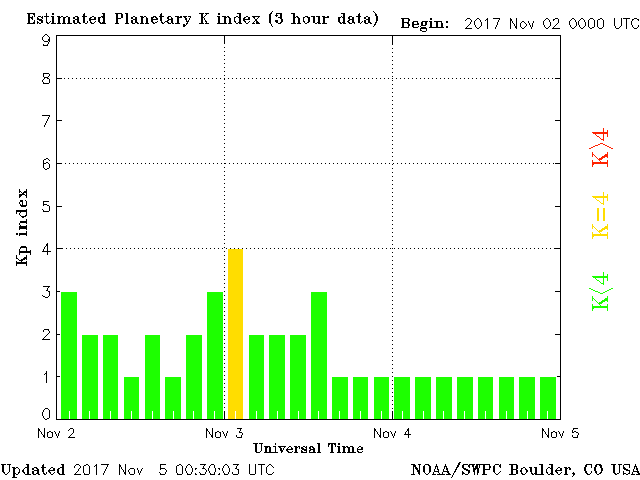 Estimated Planetary K index (3 hour data) Begin: 2017 Nov 02 0000 UTC
9
8
7
6
5
4
3
2
1
0
Kp index
K>4
K=4
K<4
Nov 2 Nov 3 Nov 4 Nov 5
Universal Time
Updated 2017 Nov 5 00:30:03 UTC NOAA/SWPC Boulder, CO USA